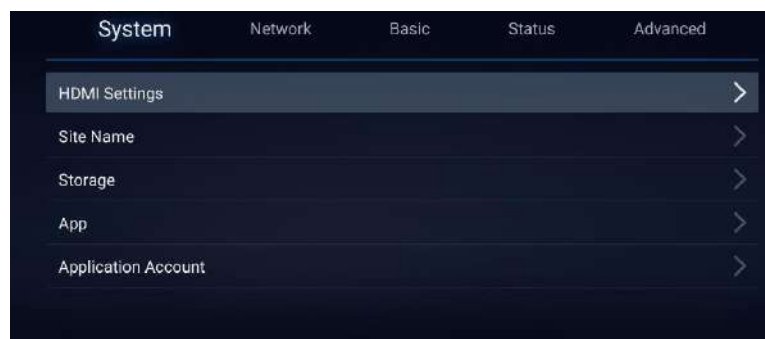 System Network Basic Status Advanced
HDMI Settings
Site Name
Storage
App
Application Account